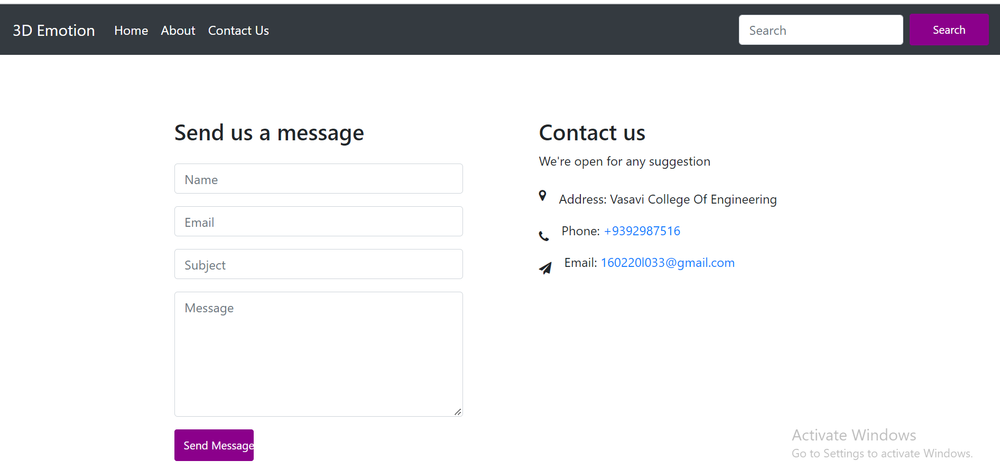 3D Emotion Home About Contact Us Search Search
Send us a message
Name
Email
Subject
Message
Send Message
Contact us
We're open for any suggestion
Address: Vasavi College Of Engineering
Phone: +9392987516
Email: 160220l033@gmail.com
Activate Windows
Go to Settings to activate Windows.